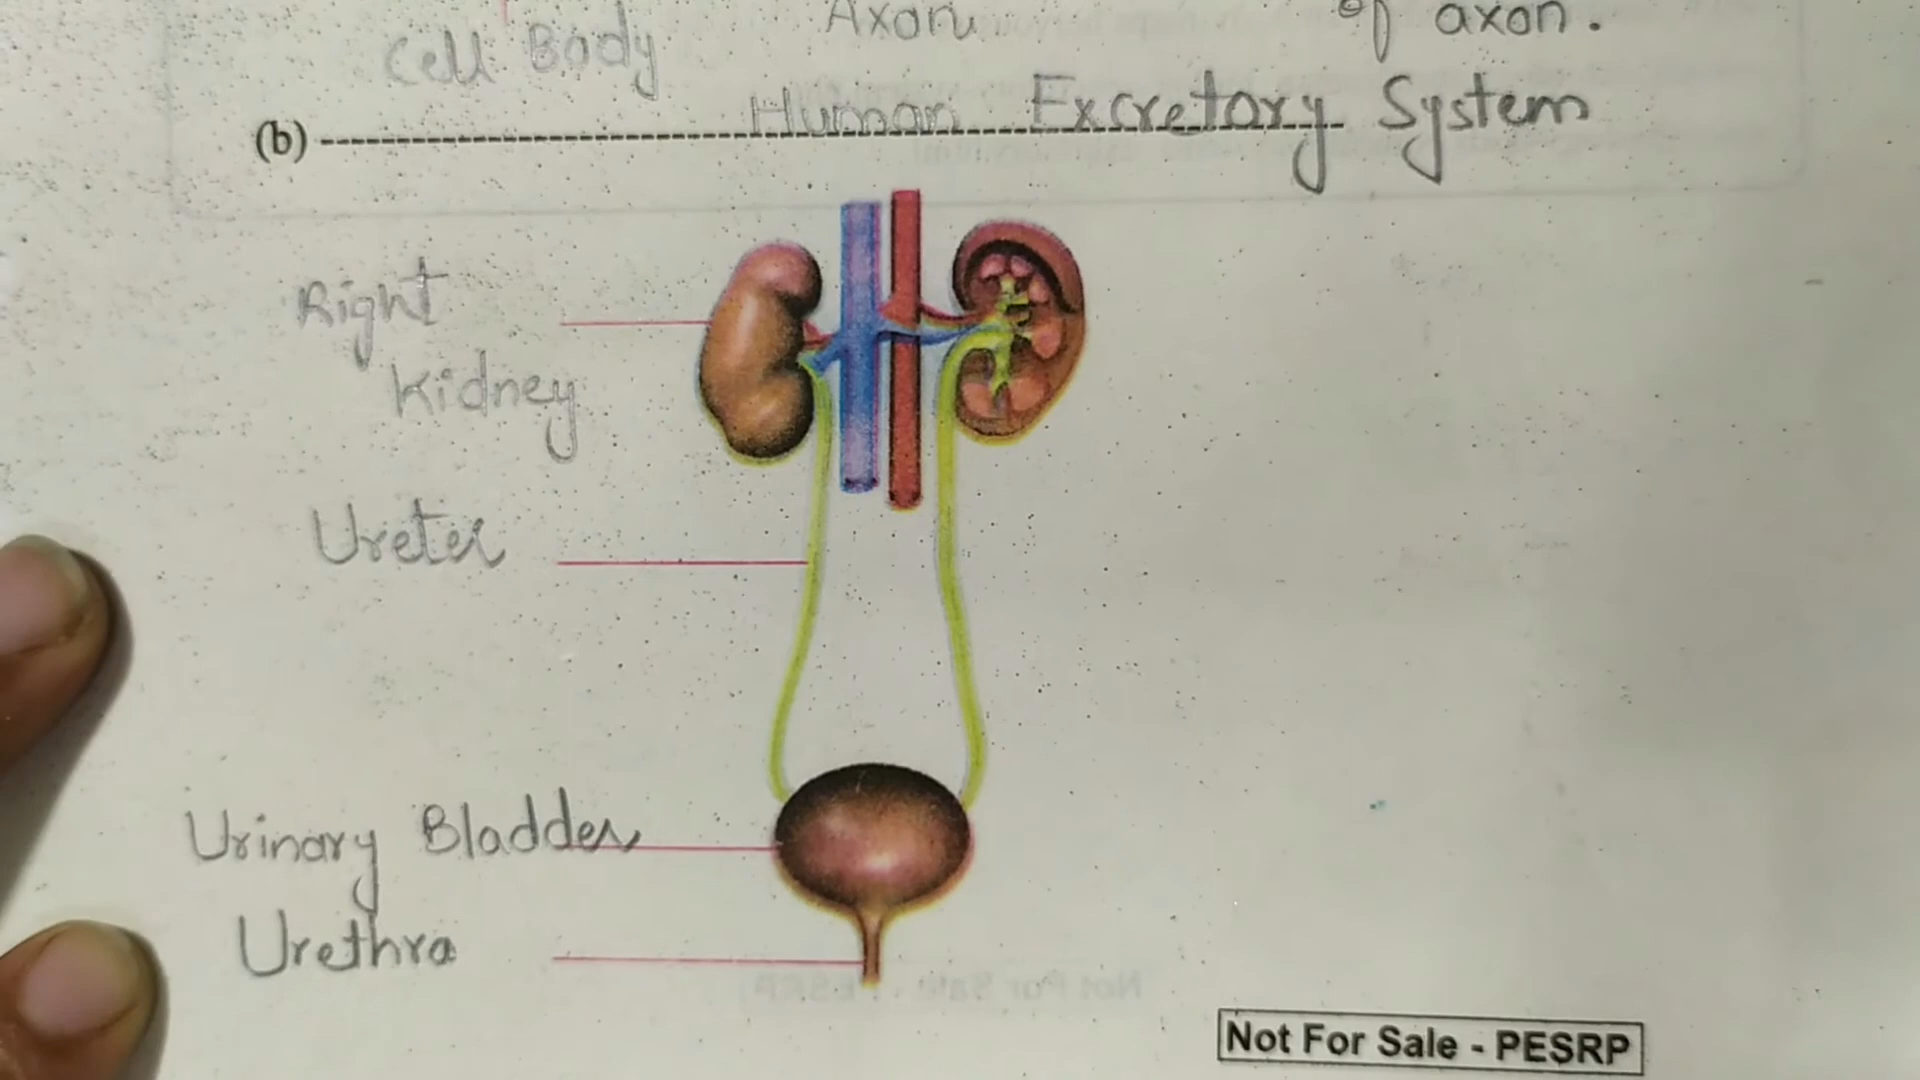 Cell Body
Axon
of axon.
(b) Human Excretory System
Right
Kidney
Ureter
Urinary Bladder
Urethra
Not For Sale - PESRP